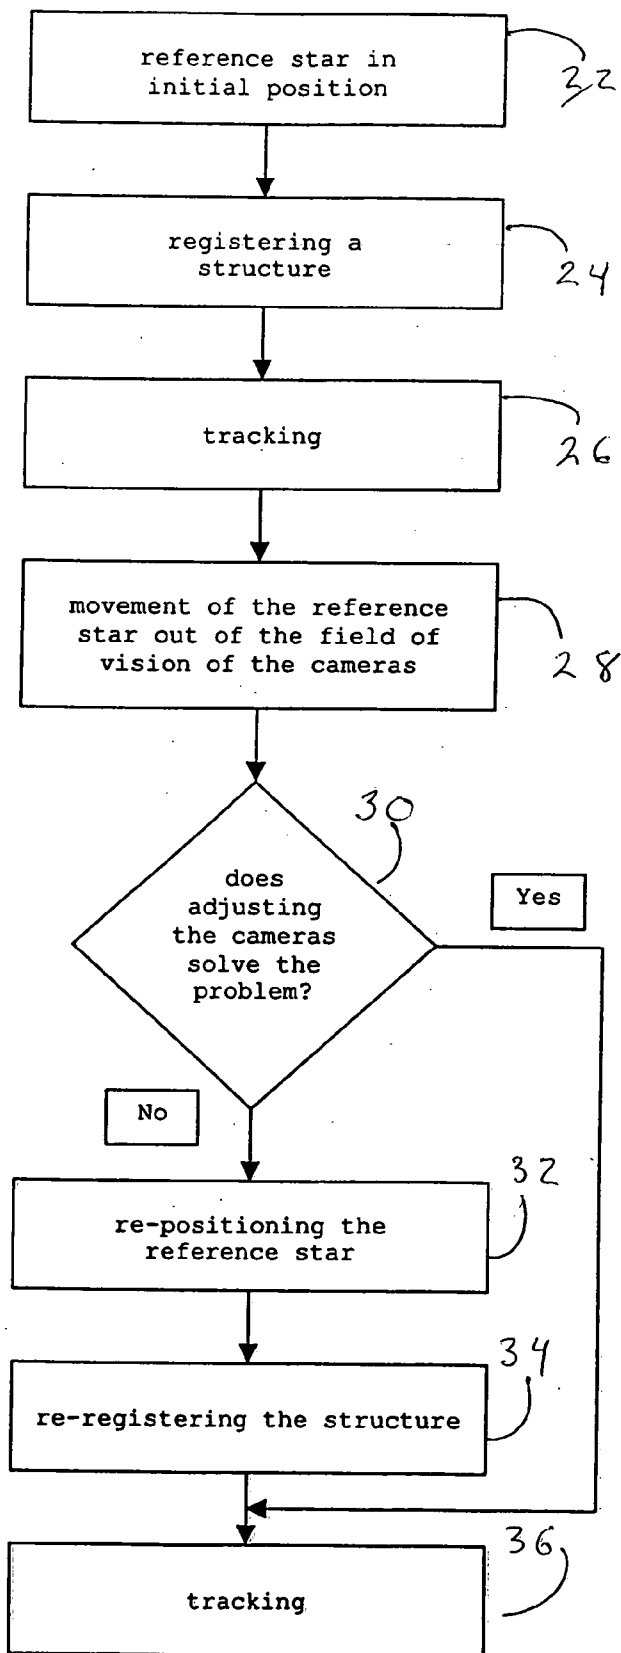 reference star in
initial position
22
registering a
structure
24
tracking
26
movement of the reference
star out of the field of
vision of the cameras
28
30
does
adjusting
the cameras
solve the
problem?
Yes
No
32
re-positioning the
reference star
34
re-registering the structure
36
tracking